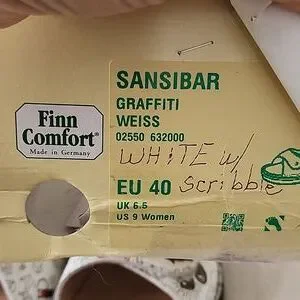 Finn
Comfort®
Made in Germany
SANSIBAR
GRAFFITI
WEISS
02550 632000
WHITE w/
scribble
EU 40
UK 6.5
US 9 Women